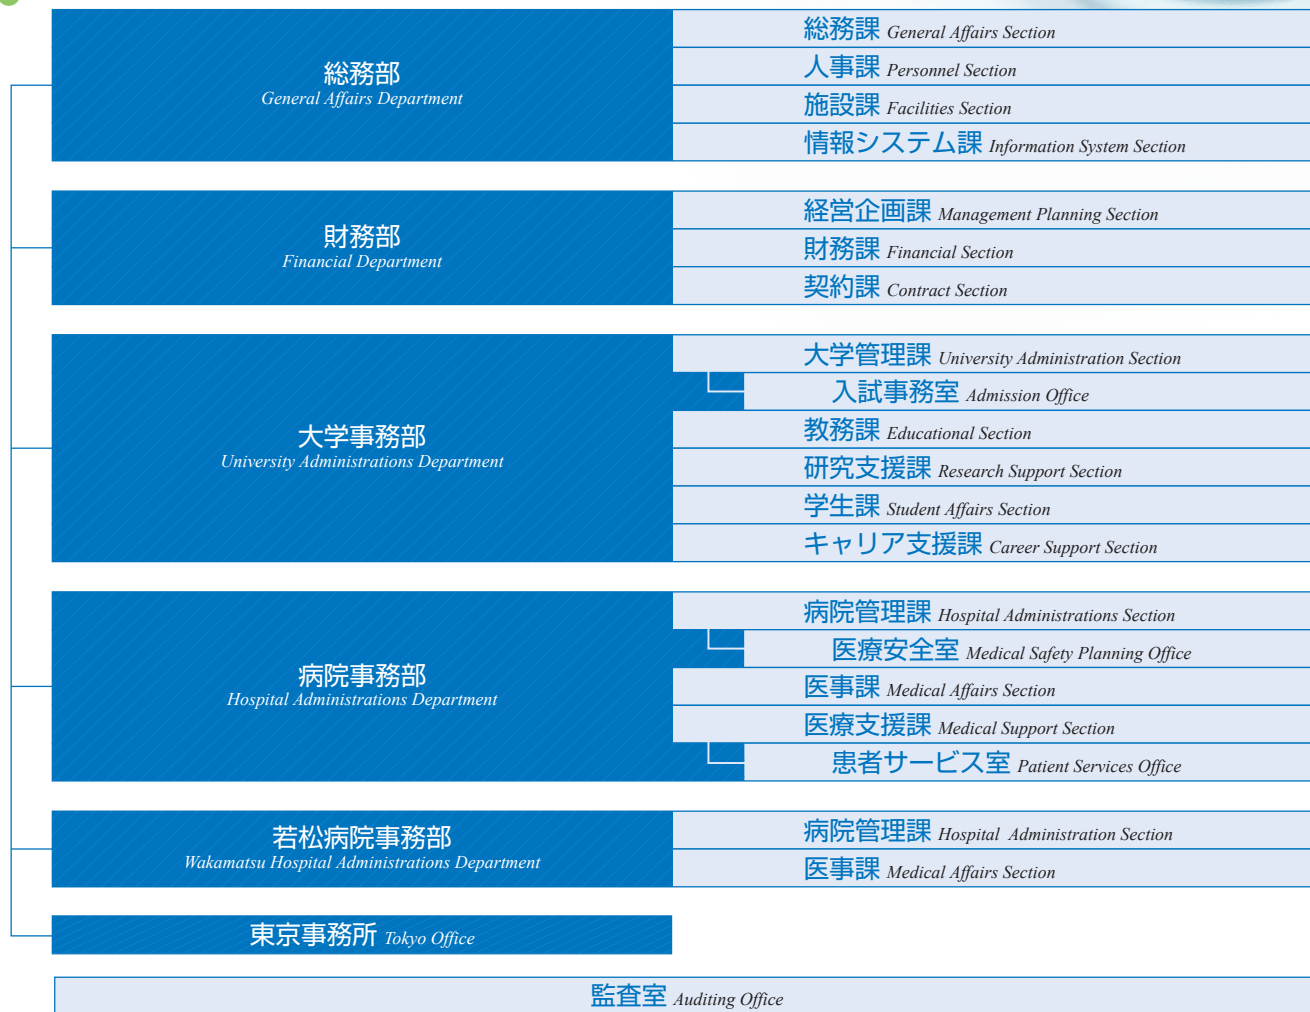 総務部
General Affairs Department
総務課 General Affairs Section
人事課 Personnel Section
施設課 Facilities Section
情報システム課 Information System Section
財務部
Financial Department
経営企画課 Management Planning Section
財務課 Financial Section
契約課 Contract Section
大学事務部
University Administrations Department
大学管理課 University Administration Section
入試事務室 Admission Office
教務課 Educational Section
研究支援課 Research Support Section
学生課 Student Affairs Section
キャリア支援課 Career Support Section
病院事務部
Hospital Administrations Department
病院管理課 Hospital Administrations Section
医療安全室 Medical Safety Planning Office
医事課 Medical Affairs Section
医療支援課 Medical Support Section
患者サービス室 Patient Services Office
若松病院事務部
Wakamatsu Hospital Administrations Department
病院管理課 Hospital Administration Section
医事課 Medical Affairs Section
東京事務所 Tokyo Office
監査室 Auditing Office